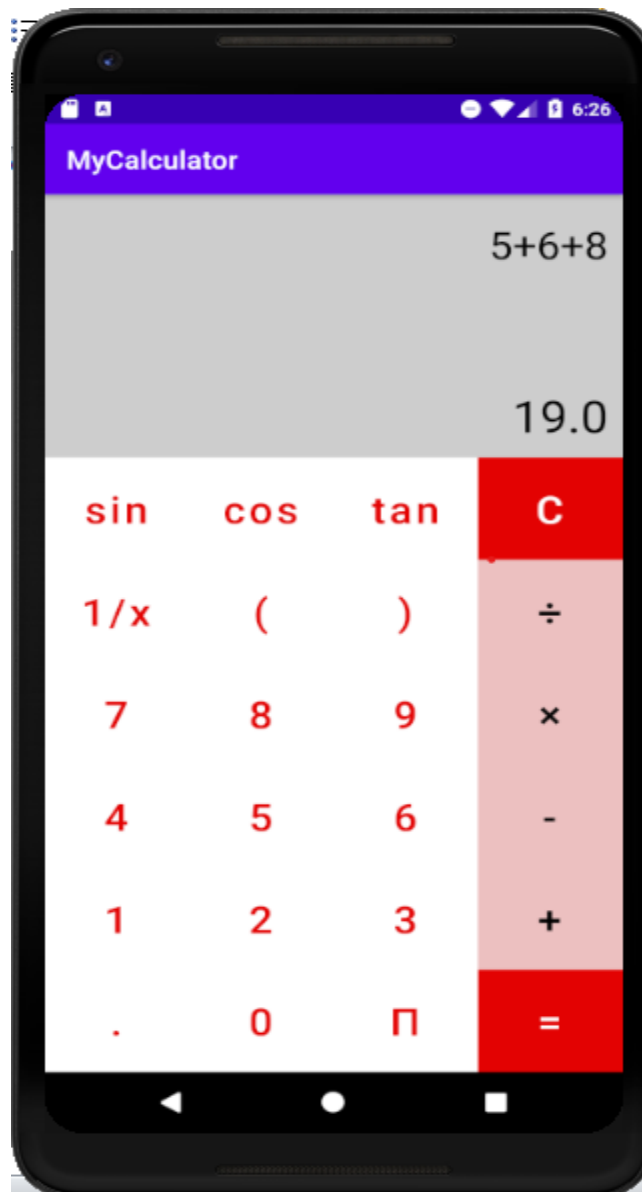 6:26
MyCalculator
5+6+8
19.0
sin cos tan C
1/x ( ) ÷
7 8 9 ×
4 5 6 -
1 2 3 +
. 0 П =